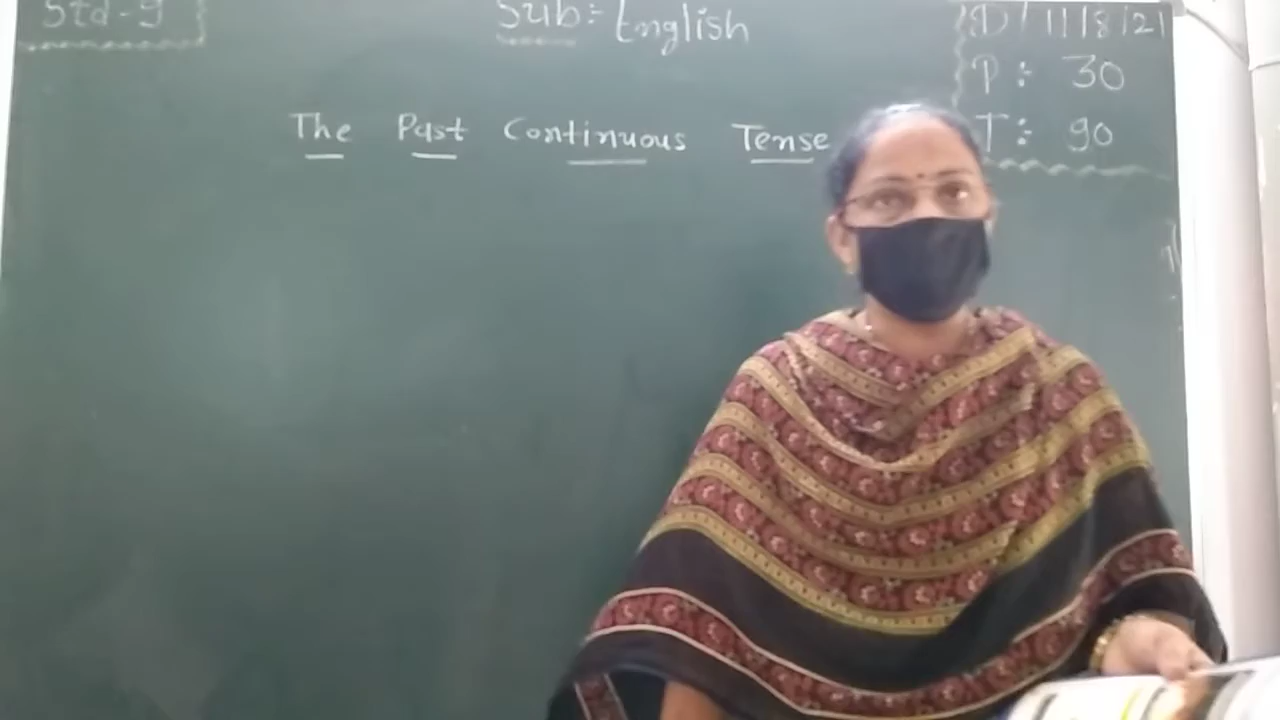 Std-9
Sub:- English
D/11/8/21
P: 30
T: 90
The Past Continuous Tense